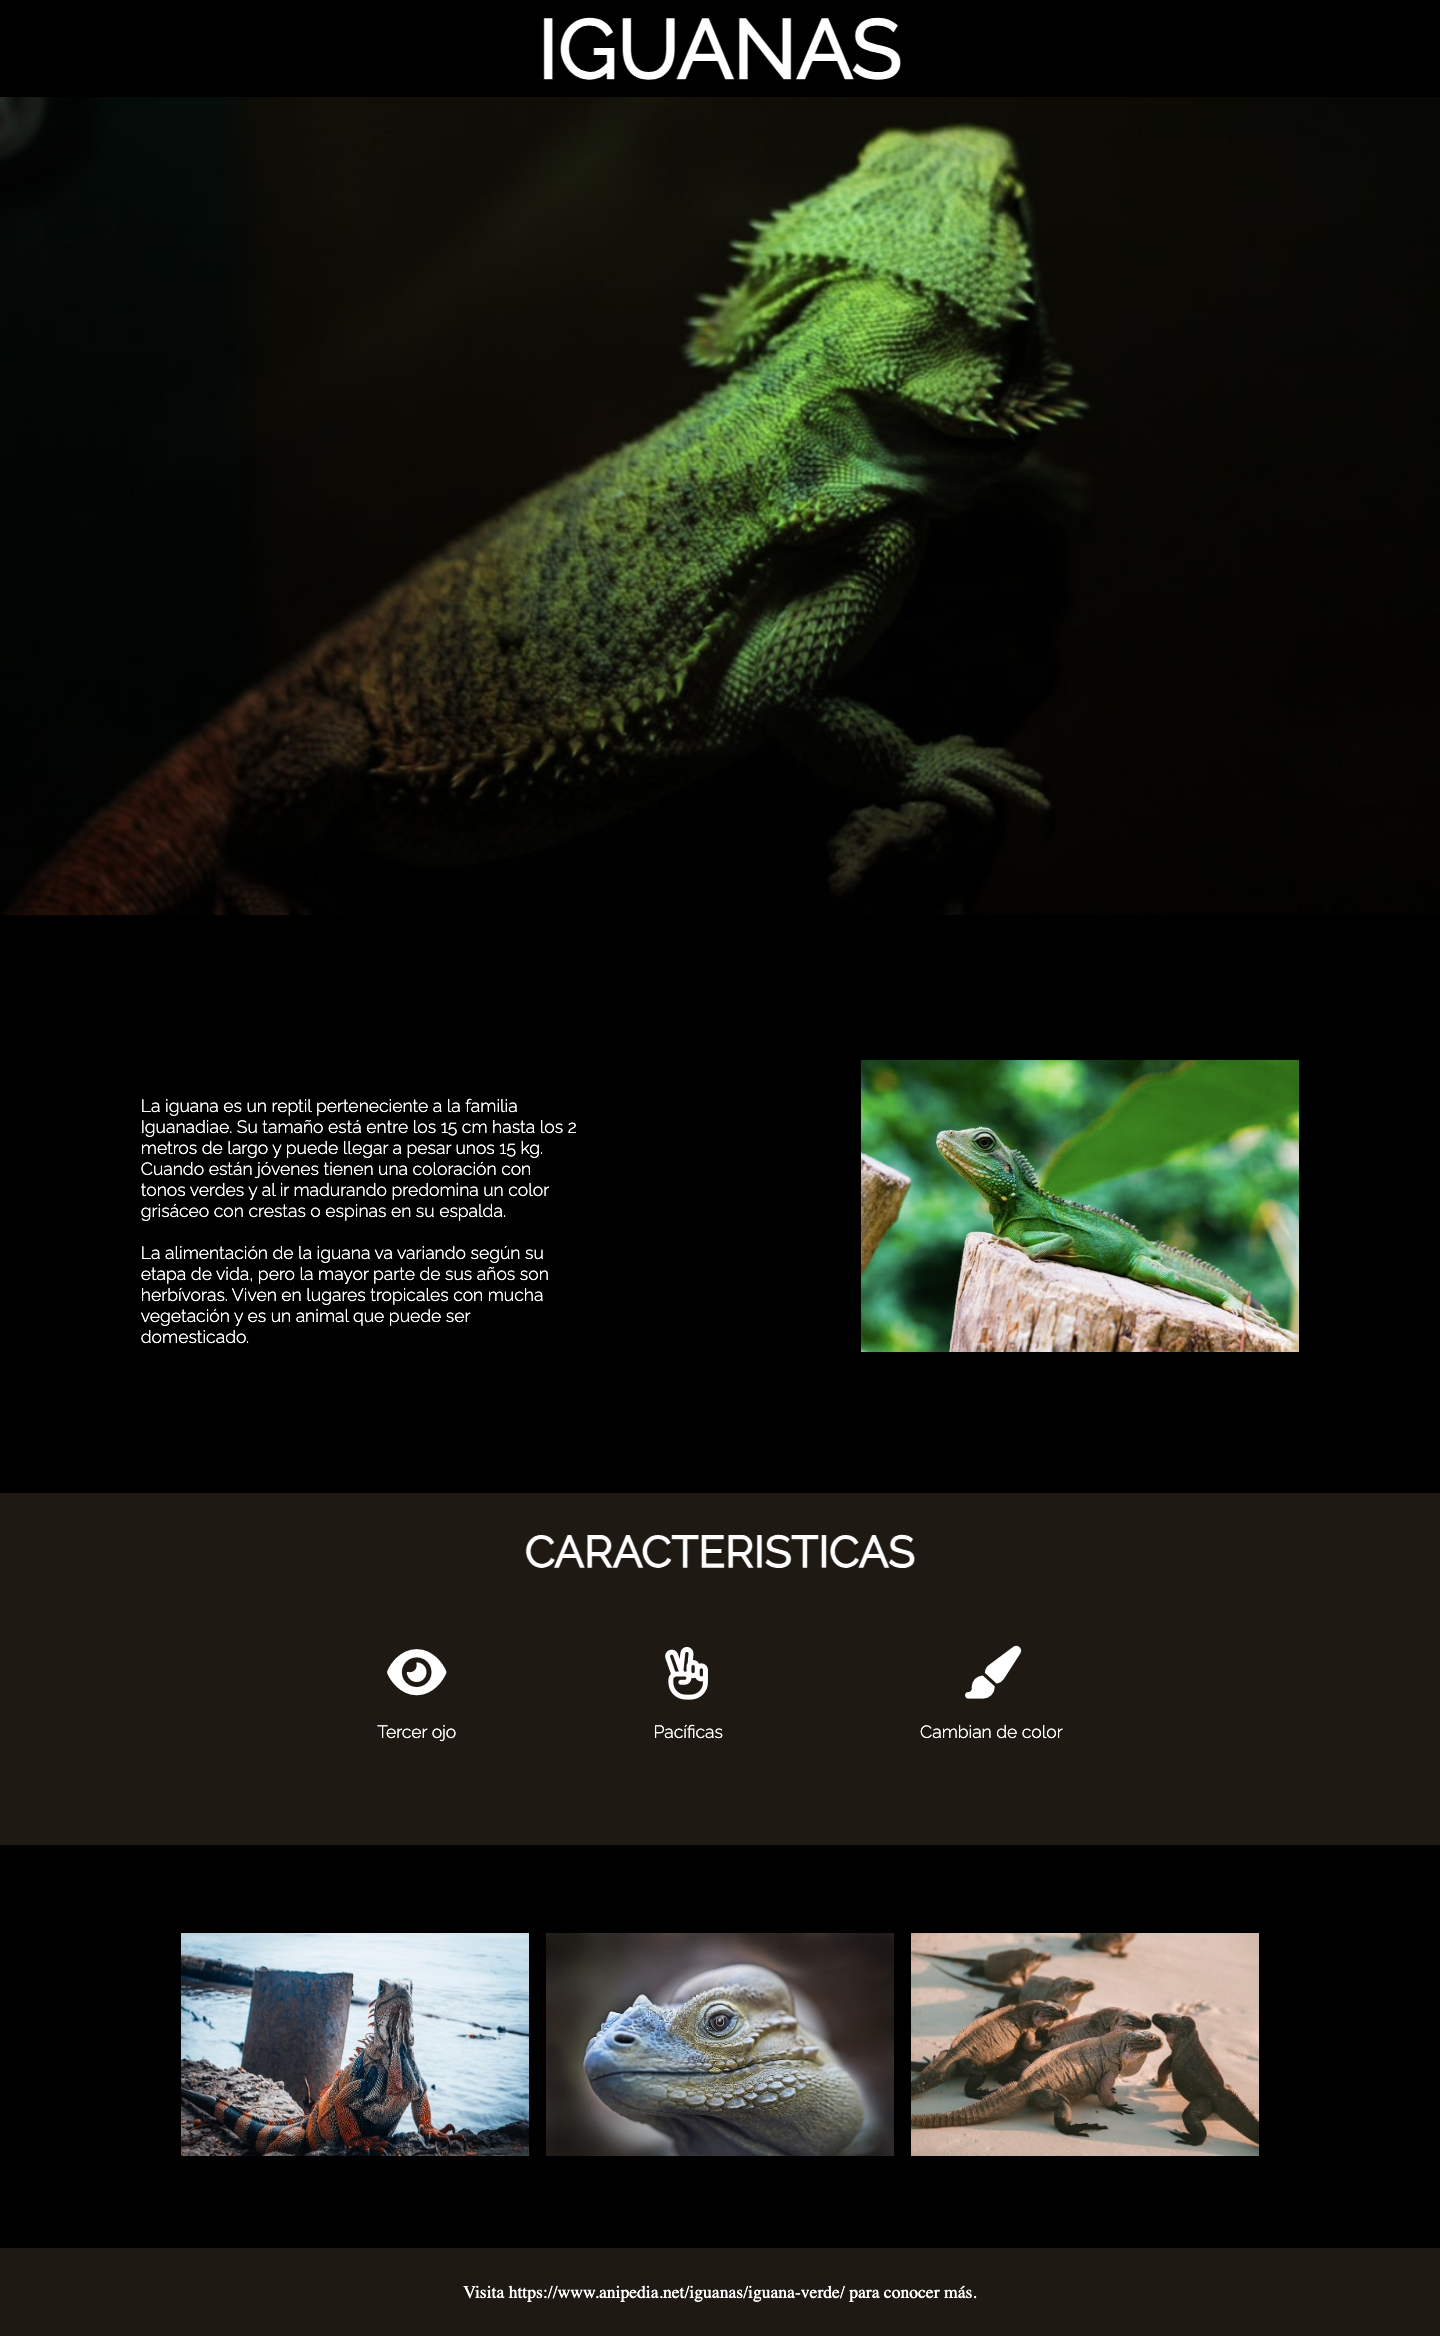 IGUANAS
La iguana es un reptil perteneciente a la familia
Iguanadiae. Su tamaño está entre los 15 cm hasta los 2
metros de largo y puede llegar a pesar unos 15 kg.
Cuando están jóvenes tienen una coloración con
tonos verdes y al ir madurando predomina un color
grisáceo con crestas o espinas en su espalda.
La alimentación de la iguana va variando según su
etapa de vida, pero la mayor parte de sus años son
herbívoras. Viven en lugares tropicales con mucha
vegetación y es un animal que puede ser
domesticado.
CARACTERISTICAS
Tercer ojo
Pacíficas
Cambian de color
Visita https://www.anipedia.net/iguanas/iguana-verde/ para conocer más.